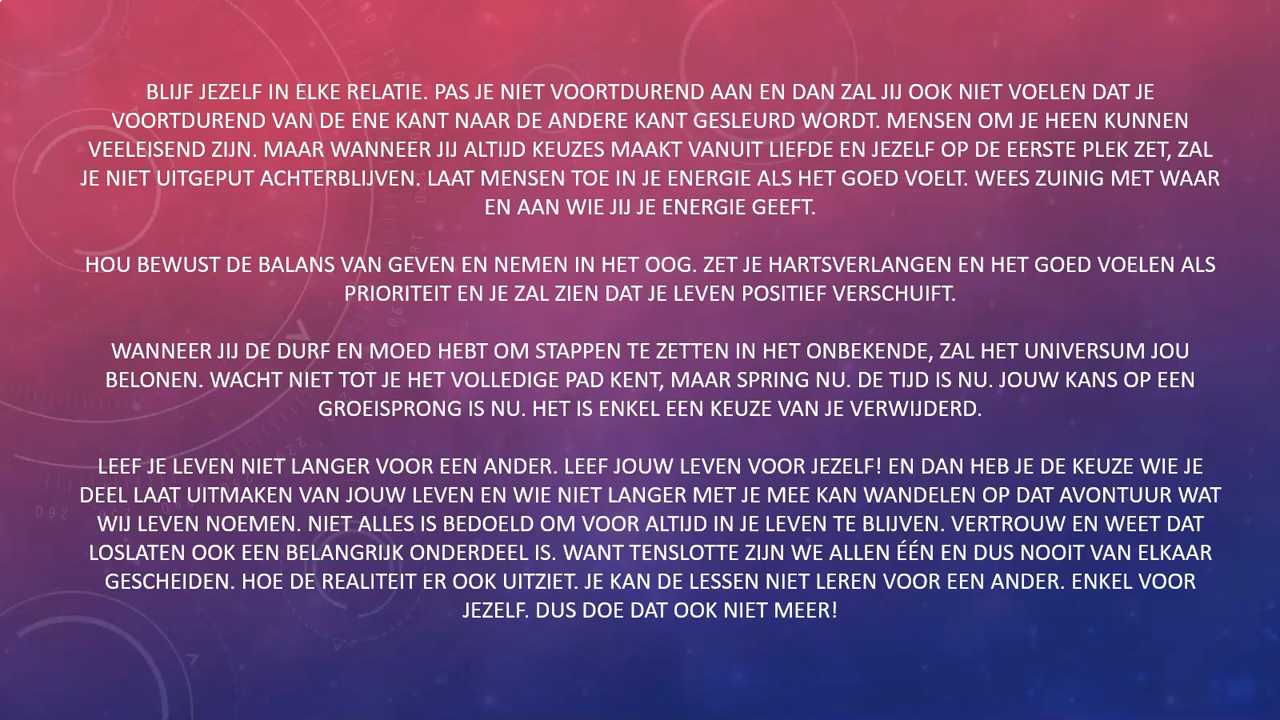 BLIJF JEZELF IN ELKE RELATIE. PAS JE NIET VOORTDUREND AAN EN DAN ZAL JIJ OOK NIET VOELEN DAT JE
VOORTDUREND VAN DE ENE KANT NAAR DE ANDERE KANT GESLEURD WORDT. MENSEN OM JE HEEN KUNNEN
VEELEISEND ZIJN. MAAR WANNEER JIJ ALTIJD KEUZES MAAKT VANUIT LIEFDE EN JEZELF OP DE EERSTE PLEK ZET, ZAL
JE NIET UITGEPUT ACHTERBLIJVEN. LAAT MENSEN TOE IN JE ENERGIE ALS HET GOED VOELT. WEES ZUINIG MET WAAR
EN AAN WIE JIJ JE ENERGIE GEEFT.
HOU BEWUST DE BALANS VAN GEVEN EN NEMEN IN HET OOG. ZET JE HARTSVERLANGEN EN HET GOED VOELEN ALS
PRIORITEIT EN JE ZAL ZIEN DAT JE LEVEN POSITIEF VERSCHUIFT.
WANNEER JIJ DE DURF EN MOED HEBT OM STAPPEN TE ZETTEN IN HET ONBEKENDE, ZAL HET UNIVERSUM JOU
BELONEN. WACHT NIET TOT JE HET VOLLEDIGE PAD KENT, MAAR SPRING NU. DE TIJD IS NU. JOUW KANS OP EEN
GROEISPRONG IS NU. HET IS ENKEL EEN KEUZE VAN JE VERWIJDERD.
LEEF JE LEVEN NIET LANGER VOOR EEN ANDER. LEEF JOUW LEVEN VOOR JEZELF! EN DAN HEB JE DE KEUZE WIE JE
DEEL LAAT UITMAKEN VAN JOUW LEVEN EN WIE NIET LANGER MET JE MEE KAN WANDELEN OP DAT AVONTUUR WAT
WIJ LEVEN NOEMEN. NIET ALLES IS BEDOELD OM VOOR ALTIJD IN JE LEVEN TE BLIJVEN. VERTROUW EN WEET DAT
LOSLATEN OOK EEN BELANGRIJK ONDERDEEL IS. WANT TENSLOTTE ZIJN WE ALLEN ÉÉN EN DUS NOOIT VAN ELKAAR
GESCHEIDEN. HOE DE REALITEIT ER OOK UITZIET. JE KAN DE LESSEN NIET LEREN VOOR EEN ANDER. ENKEL VOOR
JEZELF. DUS DOE DAT OOK NIET MEER!